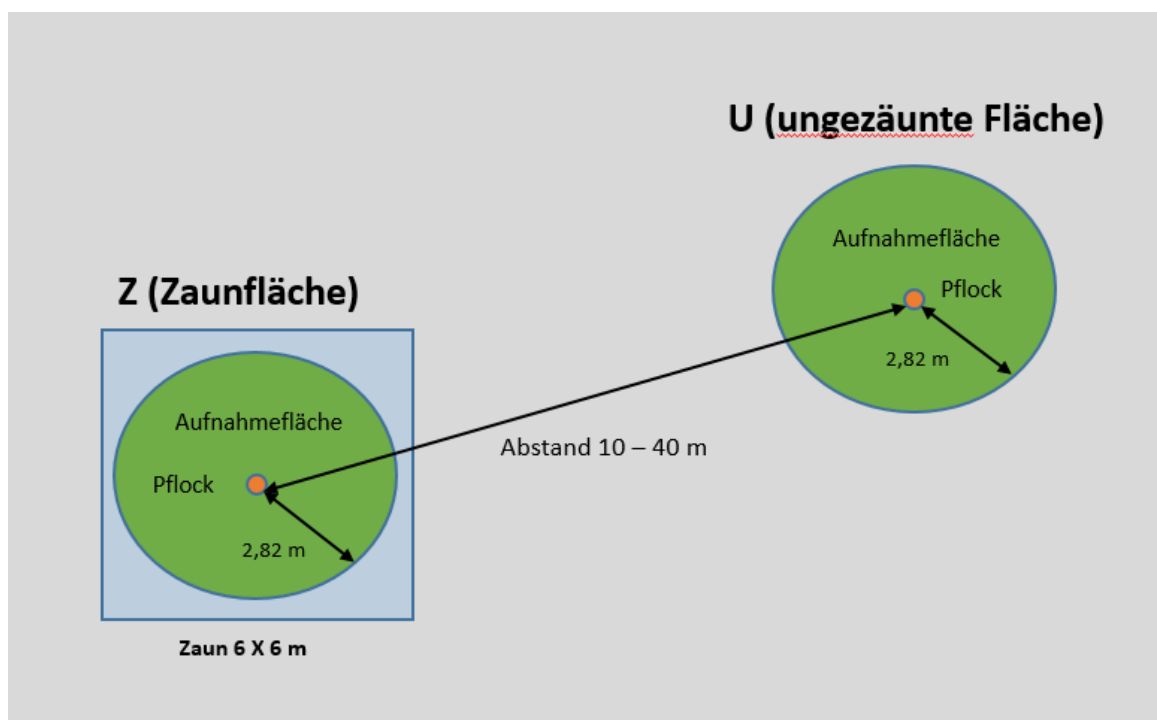 U (ungezäunte Fläche)
Aufnahmefläche
Pflock
2,82 m
Z (Zaunfläche)
Aufnahmefläche
Pflock
2,82 m
Abstand 10 – 40 m
Zaun 6 X 6 m